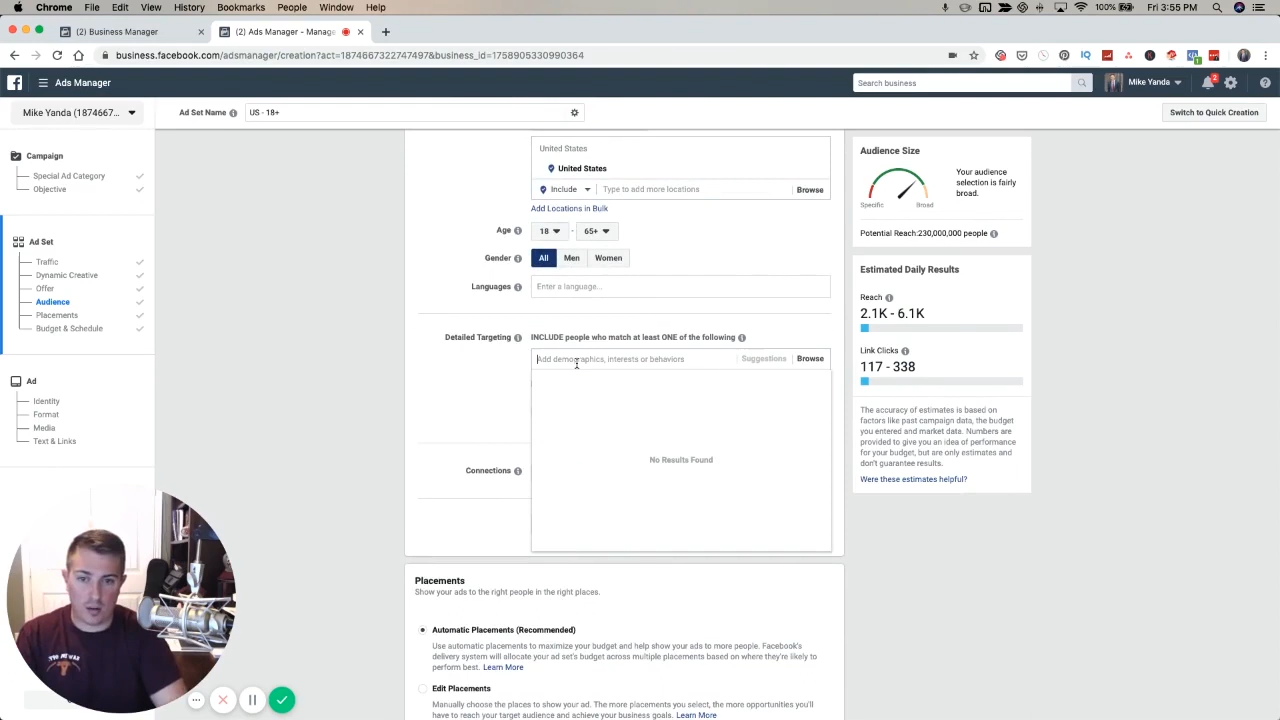 Chrome File Edit View History Bookmarks People Window Help
100% Fri 3:55 PM
(2) Business Manager
(2) Ads Manager - Manage
business.facebook.com/adsmanager/creation?act=1874667322747497&business_id=1758905330990364
Ads Manager
Search business
Mike Yanda
2
Mike Yanda (1874667...
Ad Set Name
US - 18+
Switch to Quick Creation
Campaign
Special Ad Category
Objective
Ad Set
Traffic
Dynamic Creative
Offer
Audience
Placements
Budget & Schedule
Ad
Identity
Format
Media
Text & Links
United States
United States
Include
Type to add more locations
Browse
Add Locations in Bulk
Age
18 - 65+
Gender
All Men Women
Languages
Enter a language...
Detailed Targeting
INCLUDE people who match at least ONE of the following
Add demographics, interests or behaviors
Suggestions
Browse
No Results Found
Connections
Placements
Show your ads to the right people in the right places.
Automatic Placements (Recommended)
Use automatic placements to maximize your budget and help show your ads to more people. Facebook's
delivery system will allocate your ad set's budget across multiple placements based on where they're likely to
perform best. Learn More
Edit Placements
Manually choose the places to show your ad. The more placements you select, the more opportunities you'll
have to reach your target audience and achieve your business goals. Learn More
Audience Size
Your audience
selection is fairly
broad.
Specific
Broad
Potential Reach:230,000,000 people
Estimated Daily Results
Reach
2.1K - 6.1K
Link Clicks
117 - 338
The accuracy of estimates is based on
factors like past campaign data, the budget
you entered and market data. Numbers are
provided to give you an idea of performance
for your budget, but are only estimates and
don't guarantee results.
Were these estimates helpful?